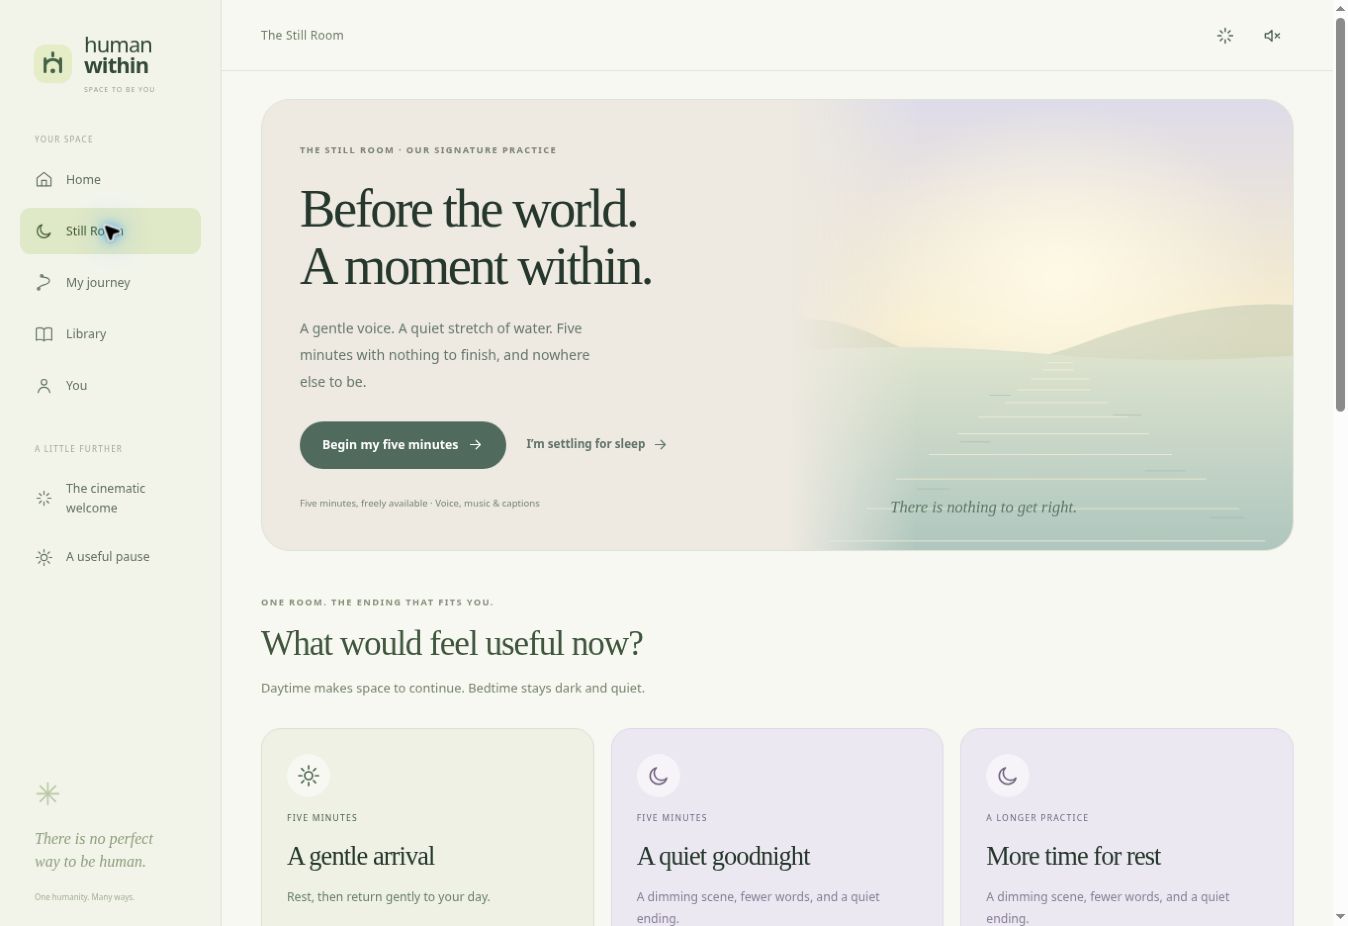 human
within
SPACE TO BE YOU
YOUR SPACE
Home
Still Ro
My journey
Library
You
A LITTLE FURTHER
The cinematic
welcome
A useful pause
There is no perfect
way to be human.
One humanity. Many ways.
The Still Room
THE STILL ROOM · OUR SIGNATURE PRACTICE
Before the world.
A moment within.
A gentle voice. A quiet stretch of water. Five
minutes with nothing to finish, and nowhere
else to be.
Begin my five minutes →
I'm settling for sleep →
Five minutes, freely available · Voice, music & captions
There is nothing to get right.
ONE ROOM. THE ENDING THAT FITS YOU.
What would feel useful now?
Daytime makes space to continue. Bedtime stays dark and quiet.
FIVE MINUTES
A gentle arrival
Rest, then return gently to your day.
FIVE MINUTES
A quiet goodnight
A dimming scene, fewer words, and a quiet
ending.
A LONGER PRACTICE
More time for rest
A dimming scene, fewer words, and a quiet
ending.